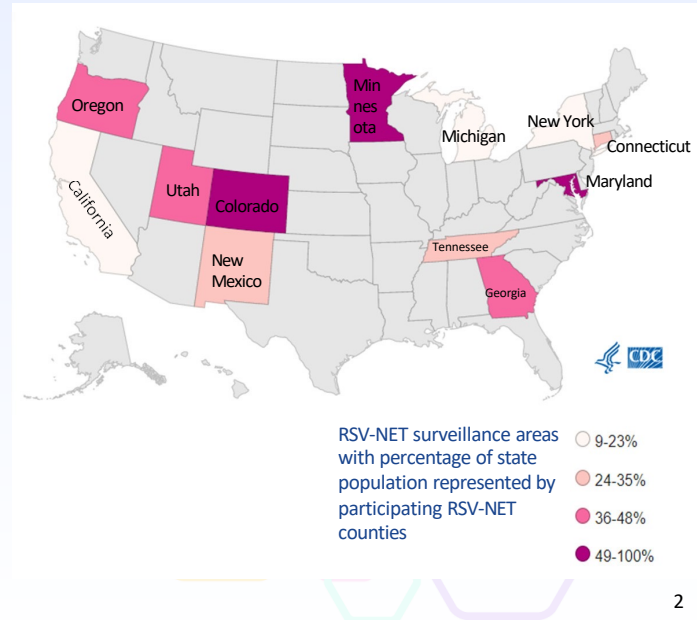 Oregon
Min
nes
ota
Michigan
New York
Connecticut
Maryland
California
Utah
Colorado
New
Mexico
Tennessee
Georgia
CDC
RSV-NET surveillance areas
with percentage of state
population represented by
participating RSV-NET
counties
9-23%
24-35%
36-48%
49-100%
2